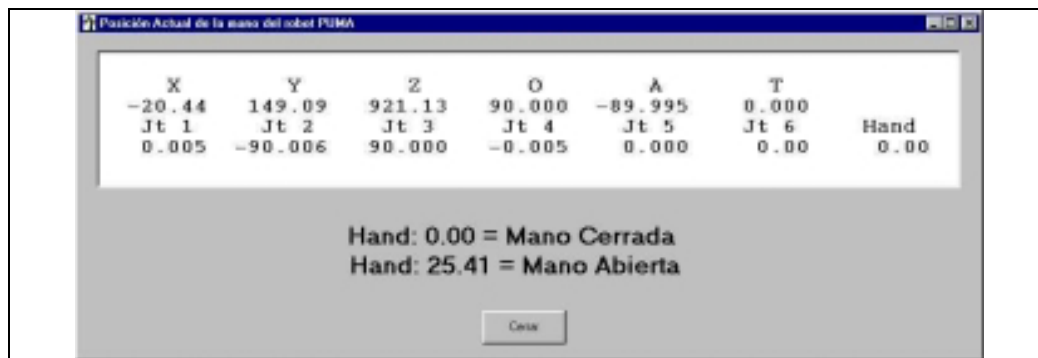 Posición Actual de la mano del robot PUMA
X Y Z O A T
-20.44 149.09 921.13 90.000 -89.995 0.000
Jt 1 Jt 2 Jt 3 Jt 4 Jt 5 Jt 6 Hand
0.005 -90.006 90.000 -0.005 0.000 0.00 0.00
Hand: 0.00 = Mano Cerrada
Hand: 25.41 = Mano Abierta
Cerrar